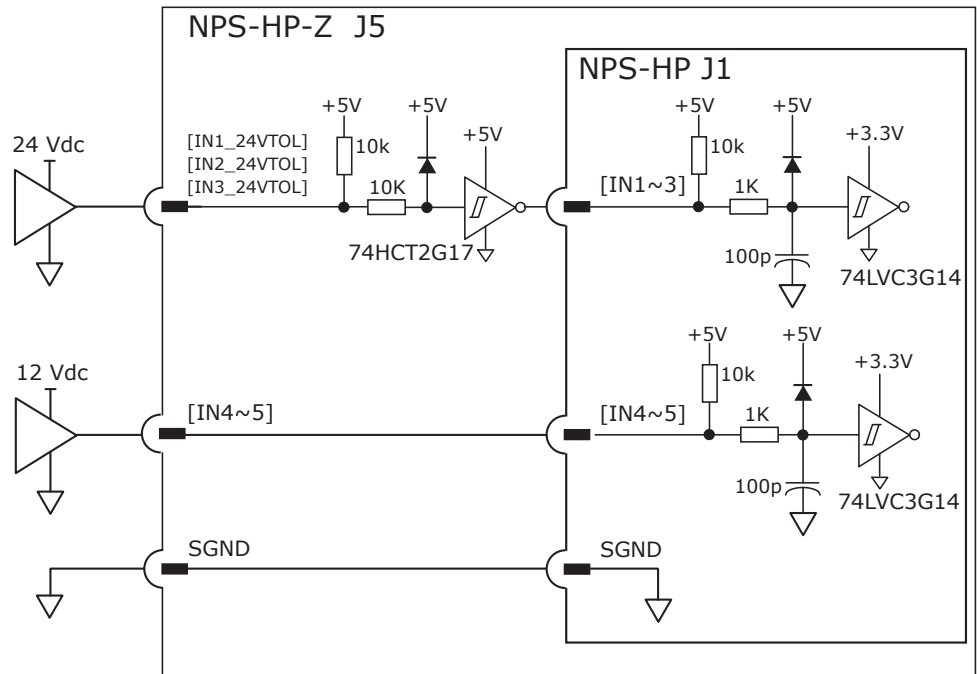 NPS-HP-Z J5
NPS-HP J1
24 Vdc
[IN1_24VTOL]
[IN2_24VTOL]
[IN3_24VTOL]
+5V
10k
10K
+5V
+5V
74HCT2G17
[IN1~3]
+5V
10k
1K
+5V
100p
+3.3V
74LVC3G14
12 Vdc
[IN4~5]
[IN4~5]
+5V
10k
1K
+5V
100p
+3.3V
74LVC3G14
SGND
SGND